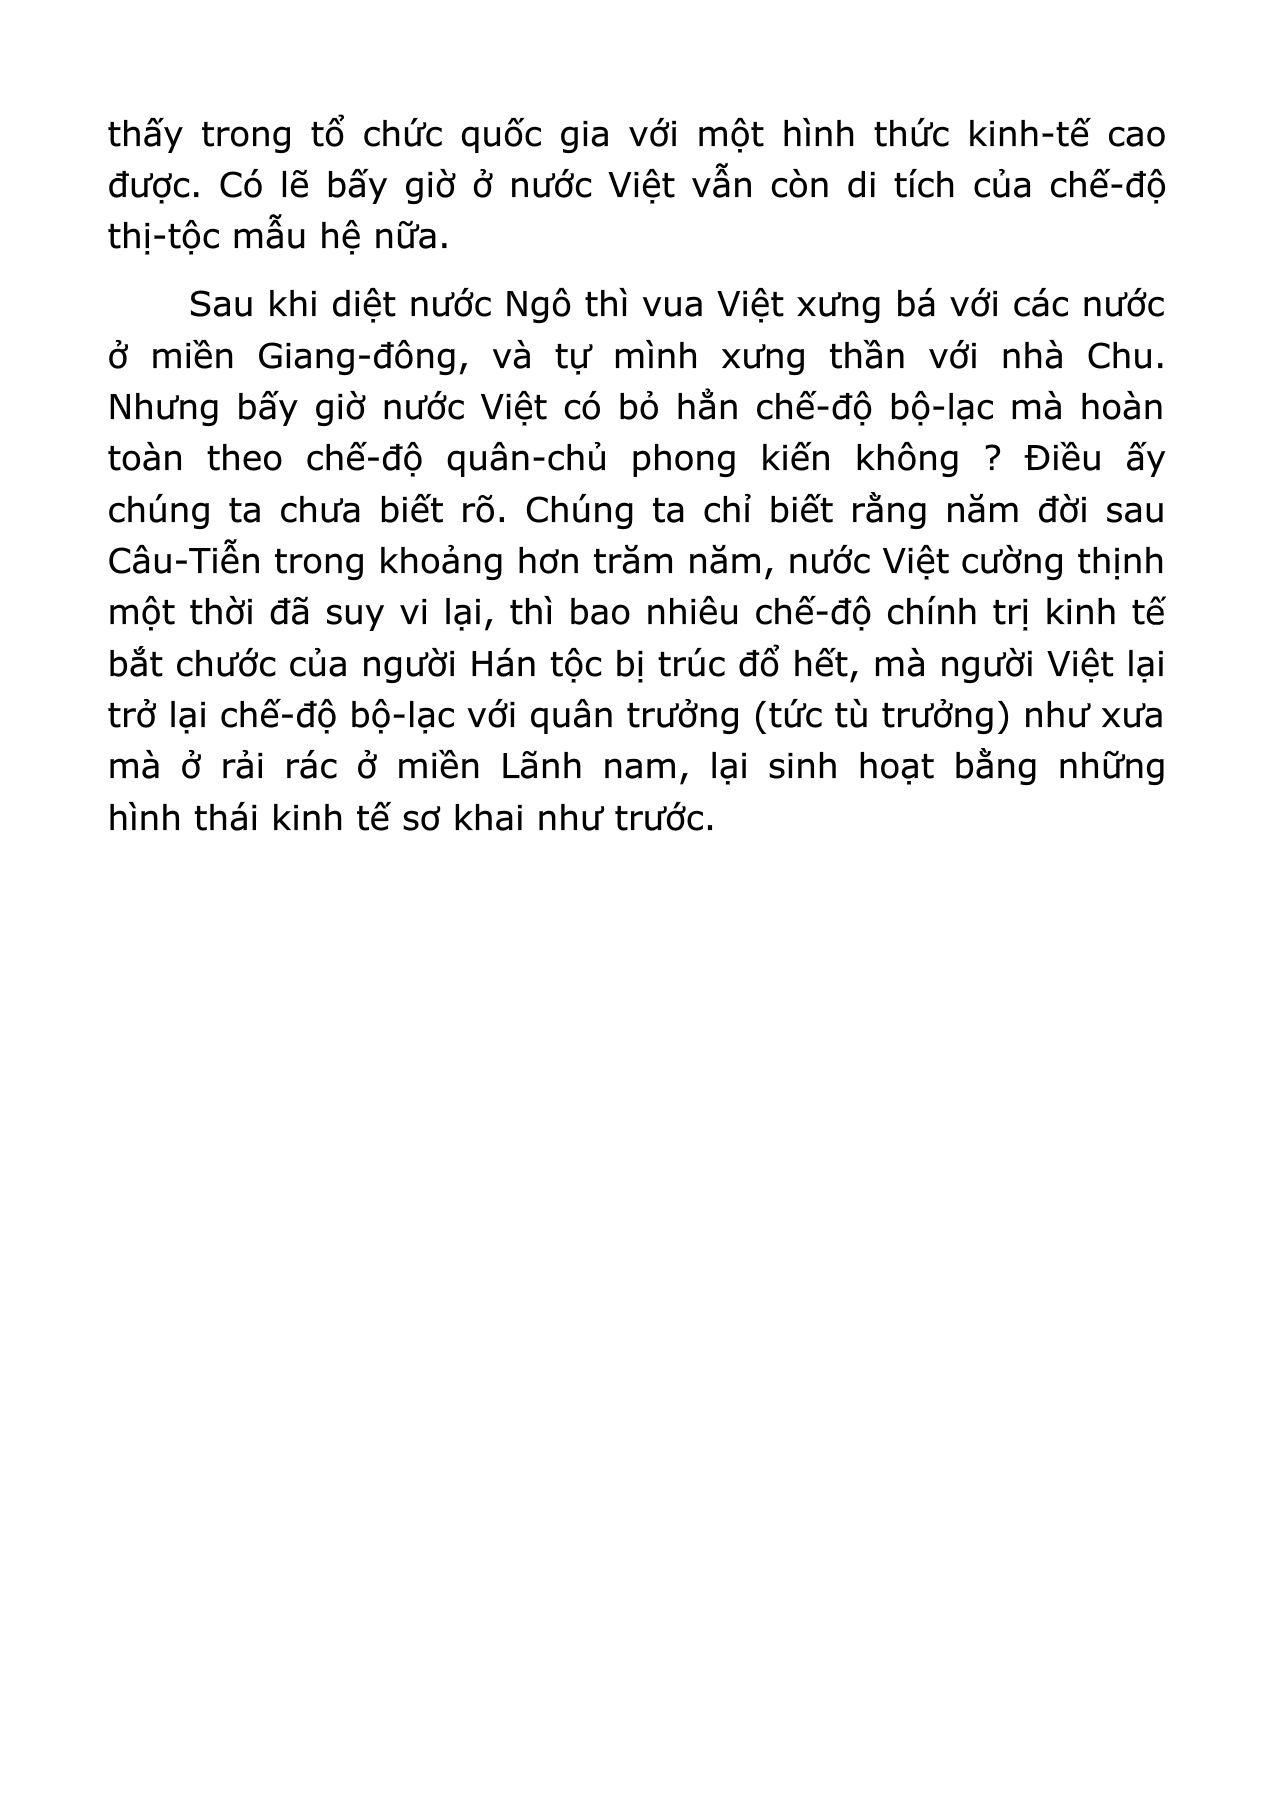 thấy trong tổ chức quốc gia với một hình thức kinh-tế cao
được. Có lẽ bấy giờ ở nước Việt vẫn còn di tích của chế-độ
thị-tộc mẫu hệ nữa.
Sau khi diệt nước Ngô thì vua Việt xưng bá với các nước
ở miền Giang-đông, và tự mình xưng thần với nhà Chu.
Nhưng bấy giờ nước Việt có bỏ hẳn chế-độ bộ-lạc mà hoàn
toàn theo chế-độ quân-chủ phong kiến không ? Điều ấy
chúng ta chưa biết rõ. Chúng ta chỉ biết rằng năm đời sau
Câu-Tiễn trong khoảng hơn trăm năm, nước Việt cường thịnh
một thời đã suy vi lại, thì bao nhiêu chế-độ chính trị kinh tế
bắt chước của người Hán tộc bị trúc đổ hết, mà người Việt lại
trở lại chế-độ bộ-lạc với quân trưởng (tức tù trưởng) như xưa
mà ở rải rác ở miền Lãnh nam, lại sinh hoạt bằng những
hình thái kinh tế sơ khai như trước.